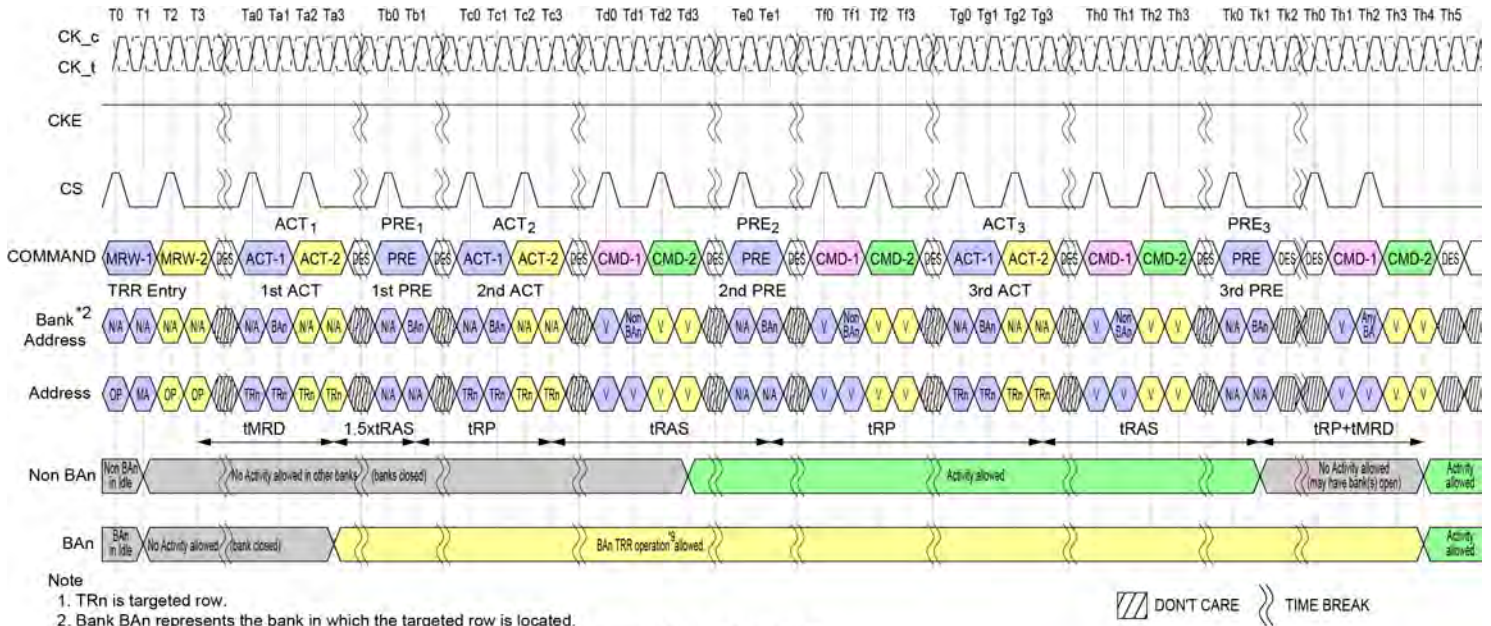 T0 T1 T2 T3 Ta0 Ta1 Ta2 Ta3 Tb0 Tb1 Tc0 Tc1 Tc2 Tc3 Td0 Td1 Td2 Td3 Te0 Te1 Tf0 Tf1 Tf2 Tf3 Tg0 Tg1 Tg2 Tg3 Th0 Th1 Th2 Th3 Tk0 Tk1 Tk2 Th0 Th1 Th2 Th3 Th4 Th5
CK_c
CK_t
CKE
CS
ACT1 PRE1 ACT2 PRE2 ACT3 PRE3
COMMAND MRW-1 MRW-2 DES ACT-1 ACT-2 DES PRE DES ACT-1 ACT-2 DES CMD-1 CMD-2 DES PRE DES CMD-1 CMD-2 DES ACT-1 ACT-2 DES CMD-1 CMD-2 DES PRE DES DES CMD-1 CMD-2 DES
TRR Entry 1st ACT 1st PRE 2nd ACT 2nd PRE 3rd ACT 3rd PRE
Bank*2 Address N/A N/A N/A N/A N/A BAn N/A N/A N/A BAn N/A BAn N/A N/A V Non BAn V V N/A BAn V Non BAn V V N/A BAn N/A N/A V Non BAn V V N/A BAn V Any BA V V
Address OP MA OP OP TRn TRn TRn TRn N/A N/A TRn TRn TRn TRn V V V V N/A N/A V V V V TRn TRn TRn TRn V V V V N/A N/A V V V V
tMRD 1.5xtRAS tRP tRAS tRP tRAS tRP+tMRD
Non BAn Non BAn in Idle No Activity allowed in other banks (banks closed) Activity allowed No Activity allowed (may have bank(s) open) Activity allowed
BAn BAn in Idle No Activity allowed (bank closed) BAn TRR operation*9 allowed Activity allowed
Note
1. TRn is targeted row.
2. Bank BAn represents the bank in which the targeted row is located.
DON'T CARE TIME BREAK